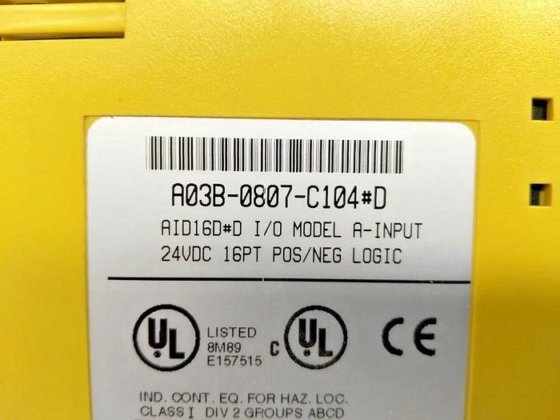 A03B-0807-C104#D
AID16D#D I/O MODEL A-INPUT
24VDC 16PT POS/NEG LOGIC
UL
LISTED
8M89
E157515
C UL
CE
IND. CONT. EQ. FOR HAZ. LOC.
CLASS I DIV 2 GROUPS ABCD